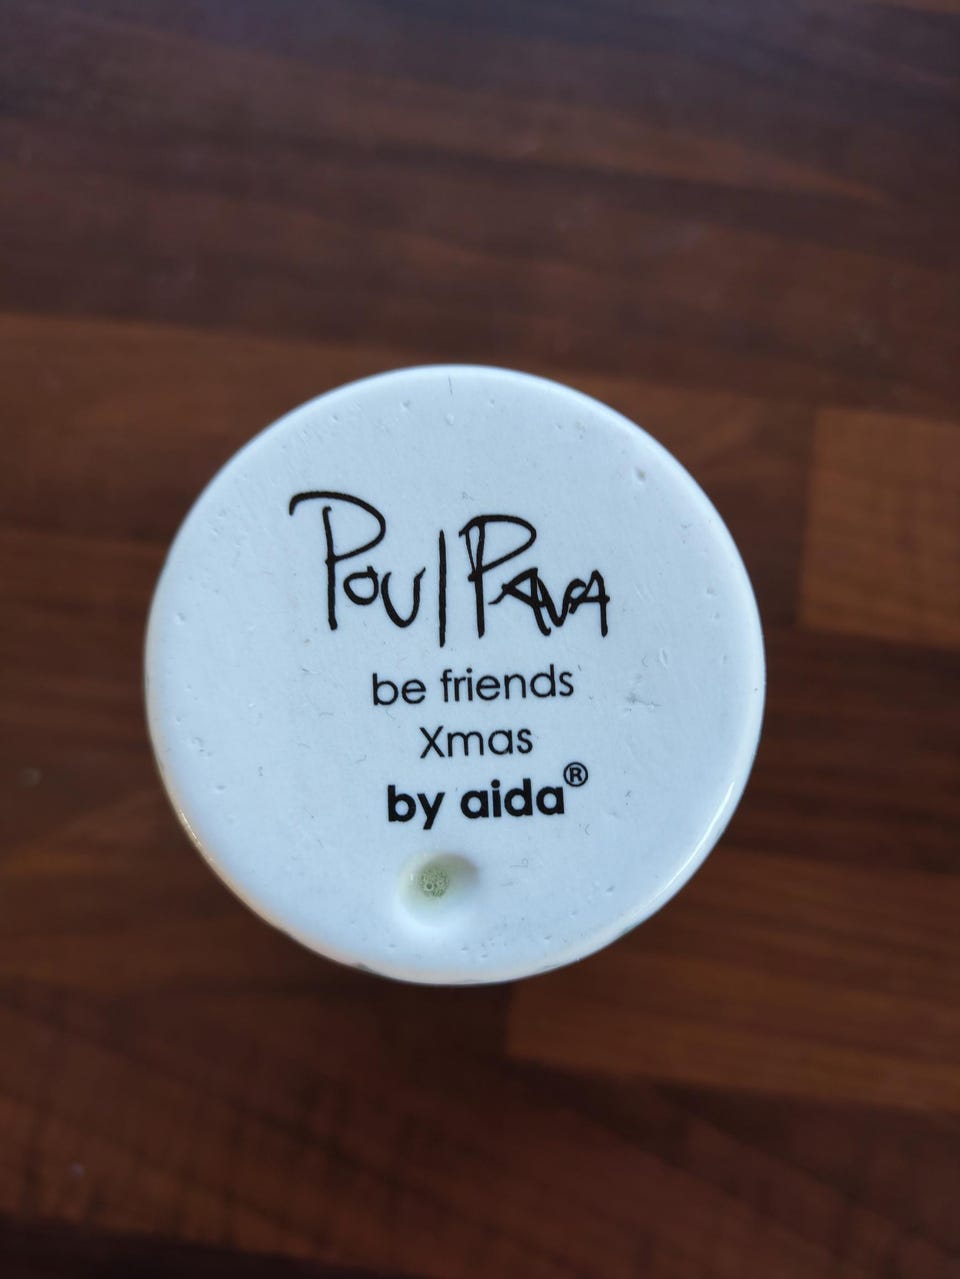 Poul Pava
be friends
Xmas
by aida®